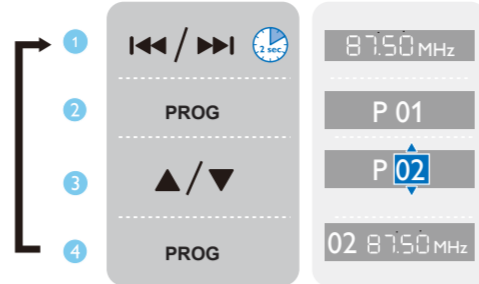 1 / 2 sec. 87.50 MHz
2 PROG P 01
3 / P 02
4 PROG 02 87.50 MHz